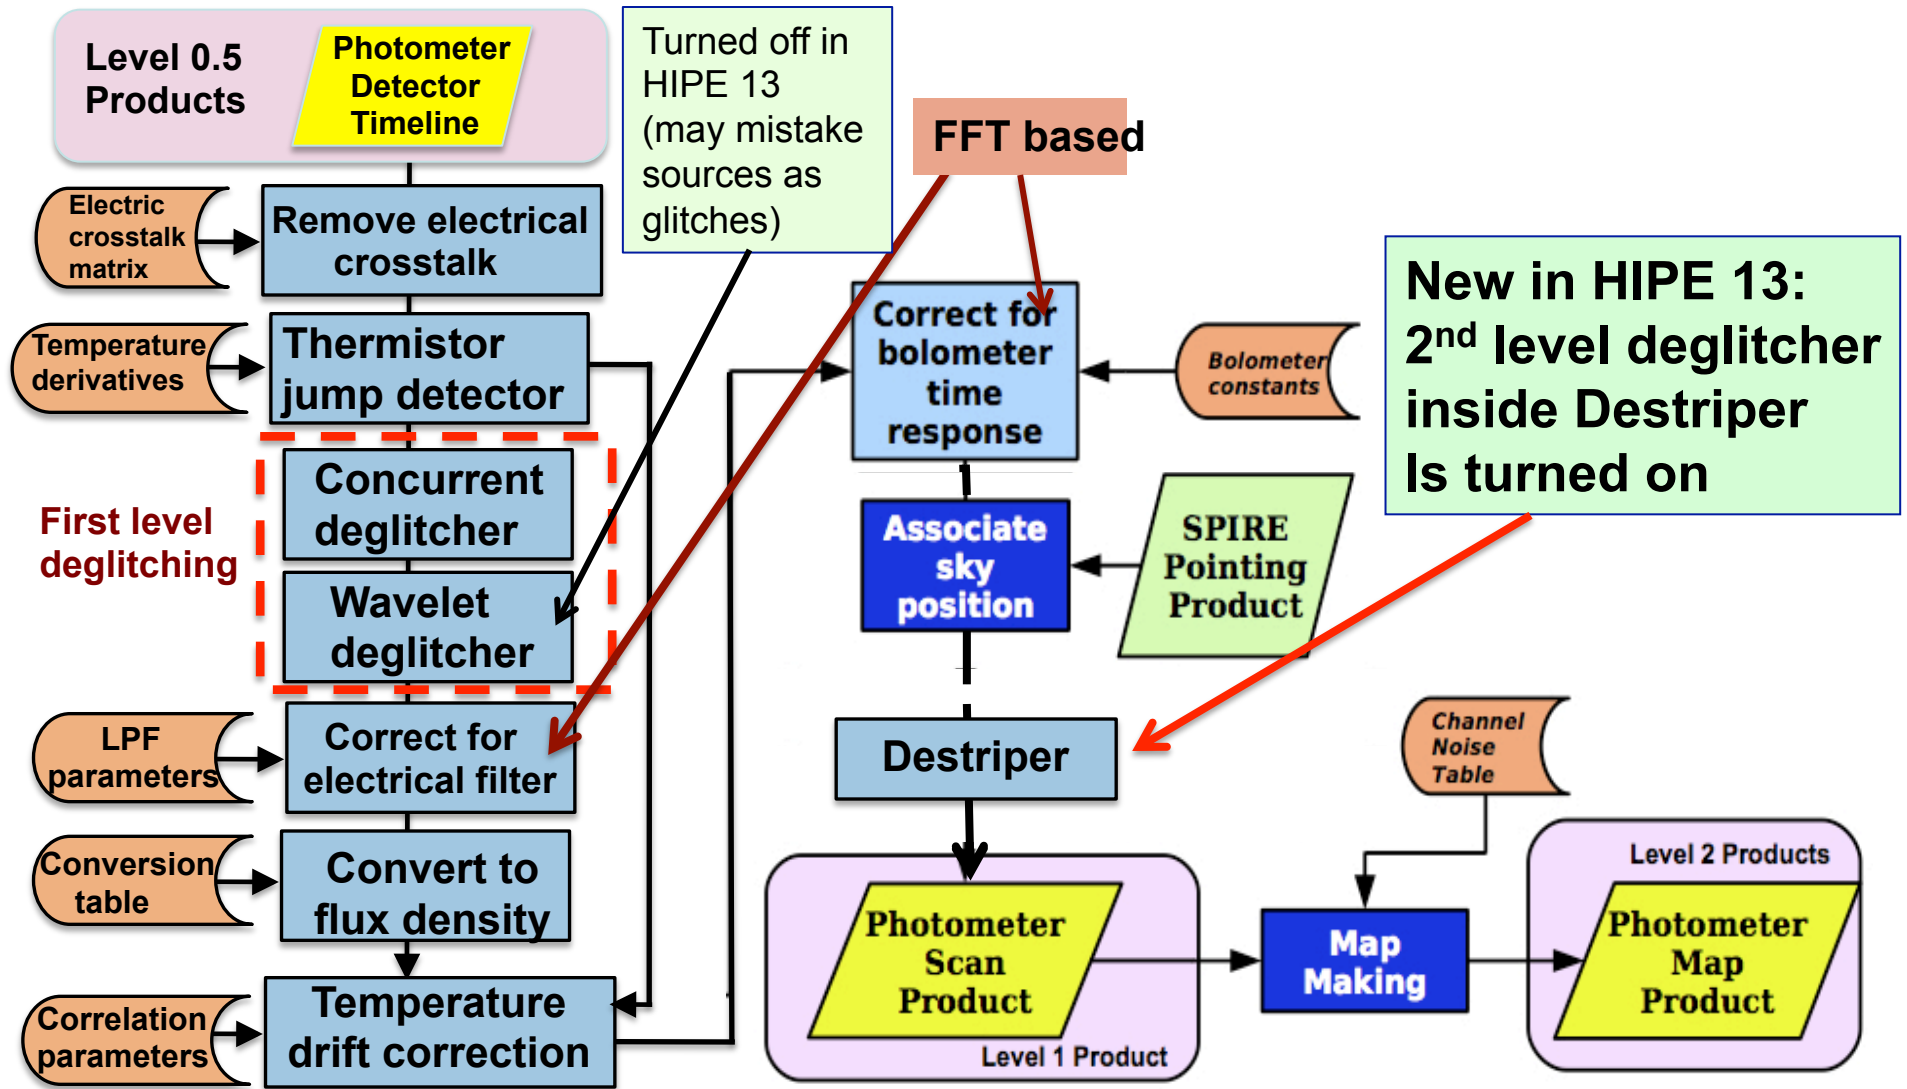 Level 0.5
Products
Photometer
Detector
Timeline
Turned off in
HIPE 13
(may mistake
sources as
glitches)
FFT based
Electric
crosstalk
matrix
Remove electrical
crosstalk
Temperature
derivatives
Thermistor
jump detector
First level
deglitching
Concurrent
deglitcher
Wavelet
deglitcher
LPF
parameters
Correct for
electrical filter
Conversion
table
Convert to
flux density
Correlation
parameters
Temperature
drift correction
Correct for
bolometer
time
response
Bolometer
constants
New in HIPE 13:
2nd level deglitcher
inside Destriper
Is turned on
Associate
sky
position
SPIRE
Pointing
Product
Destriper
Channel
Noise
Table
Photometer
Scan
Product
Level 1 Product
Map
Making
Level 2 Products
Photometer
Map
Product